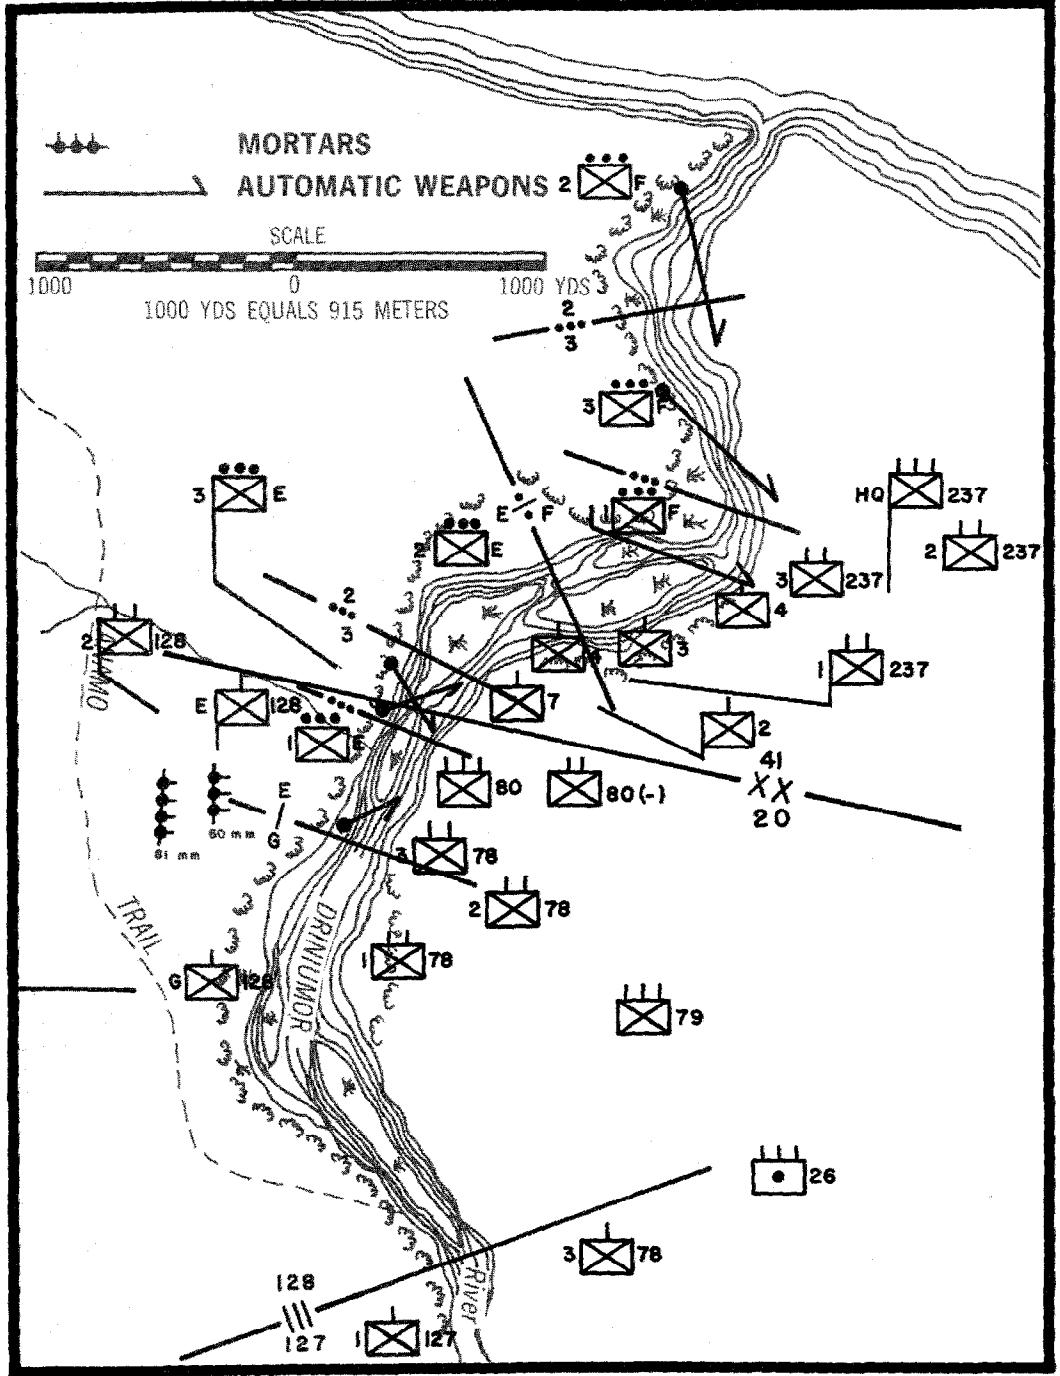 MORTARS
AUTOMATIC WEAPONS
SCALE
1000 0 1000 YDS
1000 YDS EQUALS 915 METERS
2 F
2
3
3 F
3 E
E F
1 F
2 E
HQ 237
2 237
3 237
4
2
3
2 128
4
3
1 237
E 128
7
2
1 E
41
XX
20
80
80(-)
E
G
60 mm
81 mm
3 78
2 78
TRAIL
DRINIUMOR
1 78
G 128
79
26
3 78
128
127
River
1 127